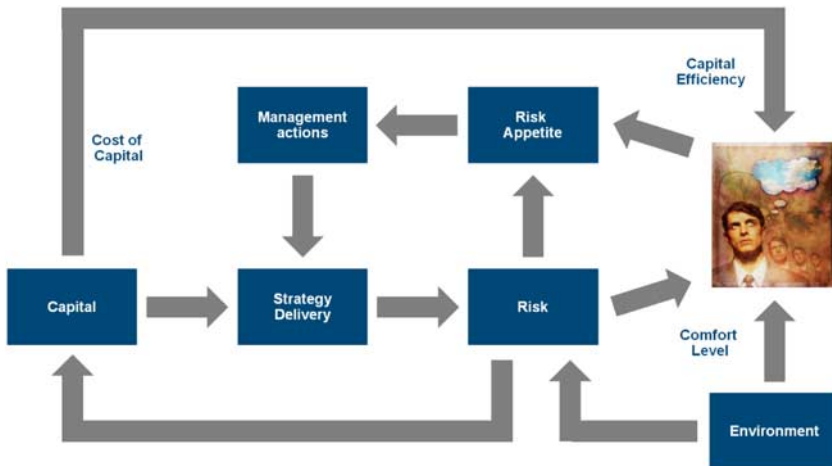 Capital
Efficiency
Management
actions
Risk
Appetite
Cost of
Capital
Capital
Strategy
Delivery
Risk
Comfort
Level
Environment